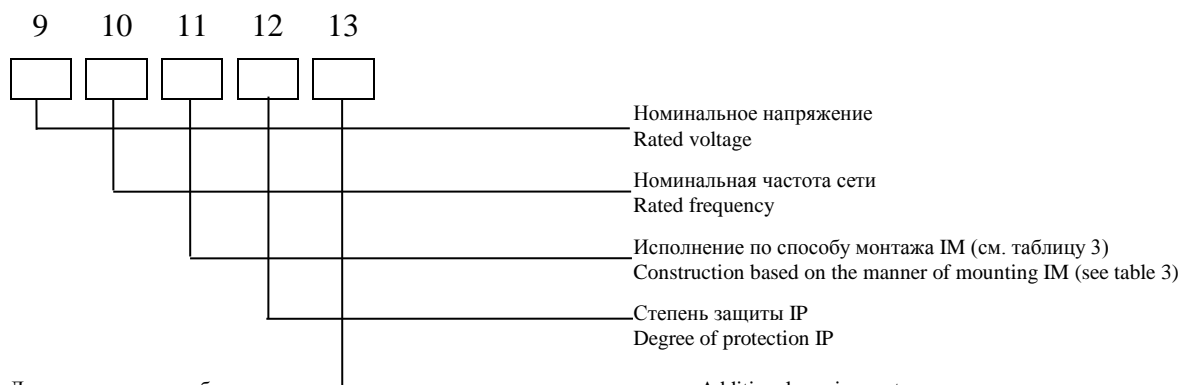 9 10 11 12 13
Номинальное напряжение
Rated voltage
Номинальная частота сети
Rated frequency
Исполнение по способу монтажа IM (см. таблицу 3)
Construction based on the manner of mounting IM (see table 3)
Степень защиты IP
Degree of protection IP